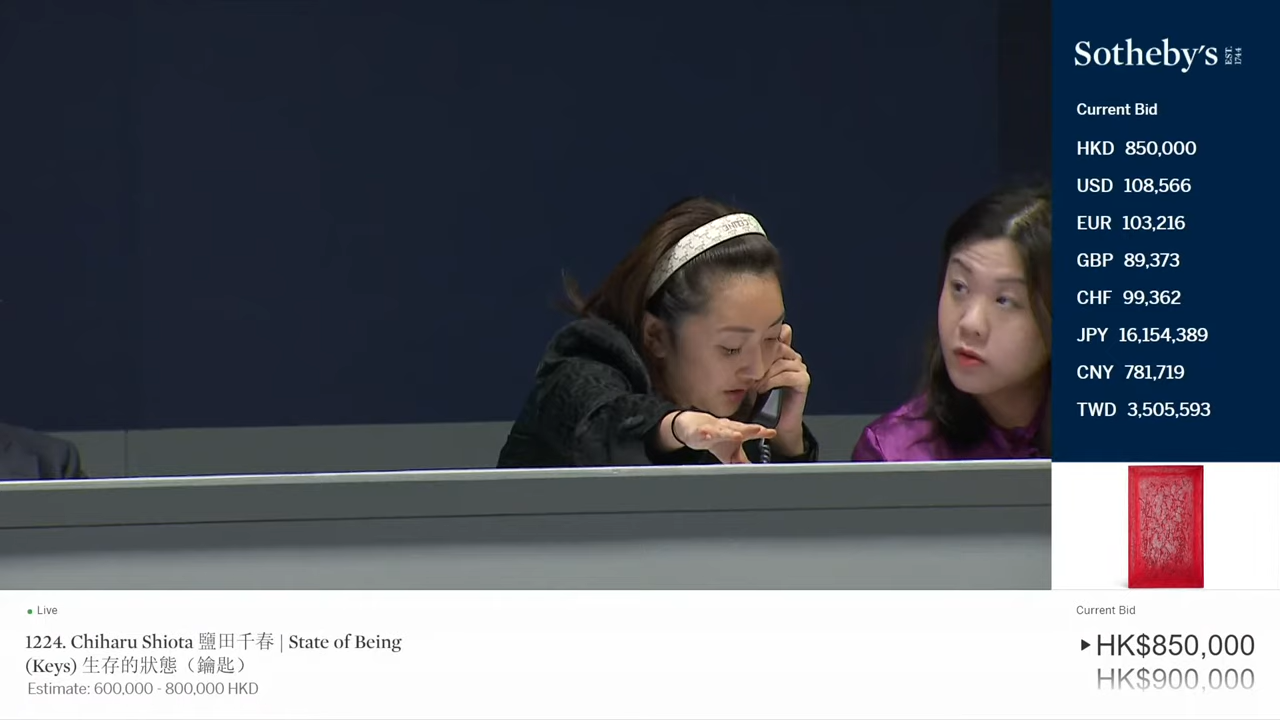 Sotheby's EST. 1744
Current Bid
HKD 850,000
USD 108,566
EUR 103,216
GBP 89,373
CHF 99,362
JPY 16,154,389
CNY 781,719
TWD 3,505,593
Live
1224. Chiharu Shiota 鹽田千春 | State of Being
(Keys) 生存的狀態（鑰匙）
Estimate: 600,000 - 800,000 HKD
Current Bid
HK$850,000
HK$900,000